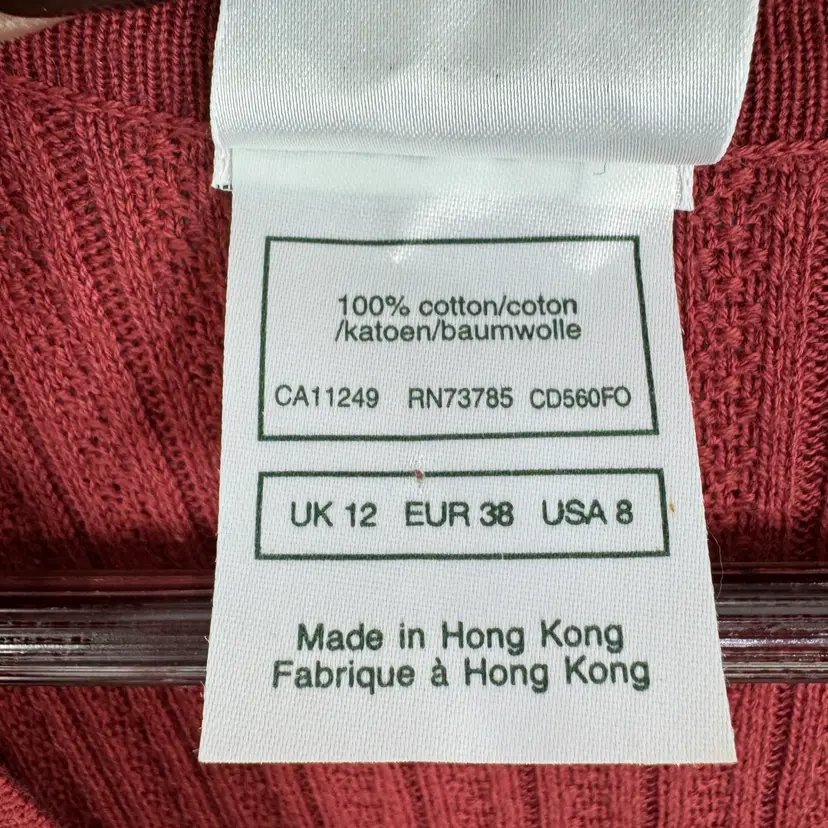 100% cotton/coton
/katoen/baumwolle
CA11249 RN73785 CD560FO
UK 12 EUR 38 USA 8
Made in Hong Kong
Fabrique à Hong Kong